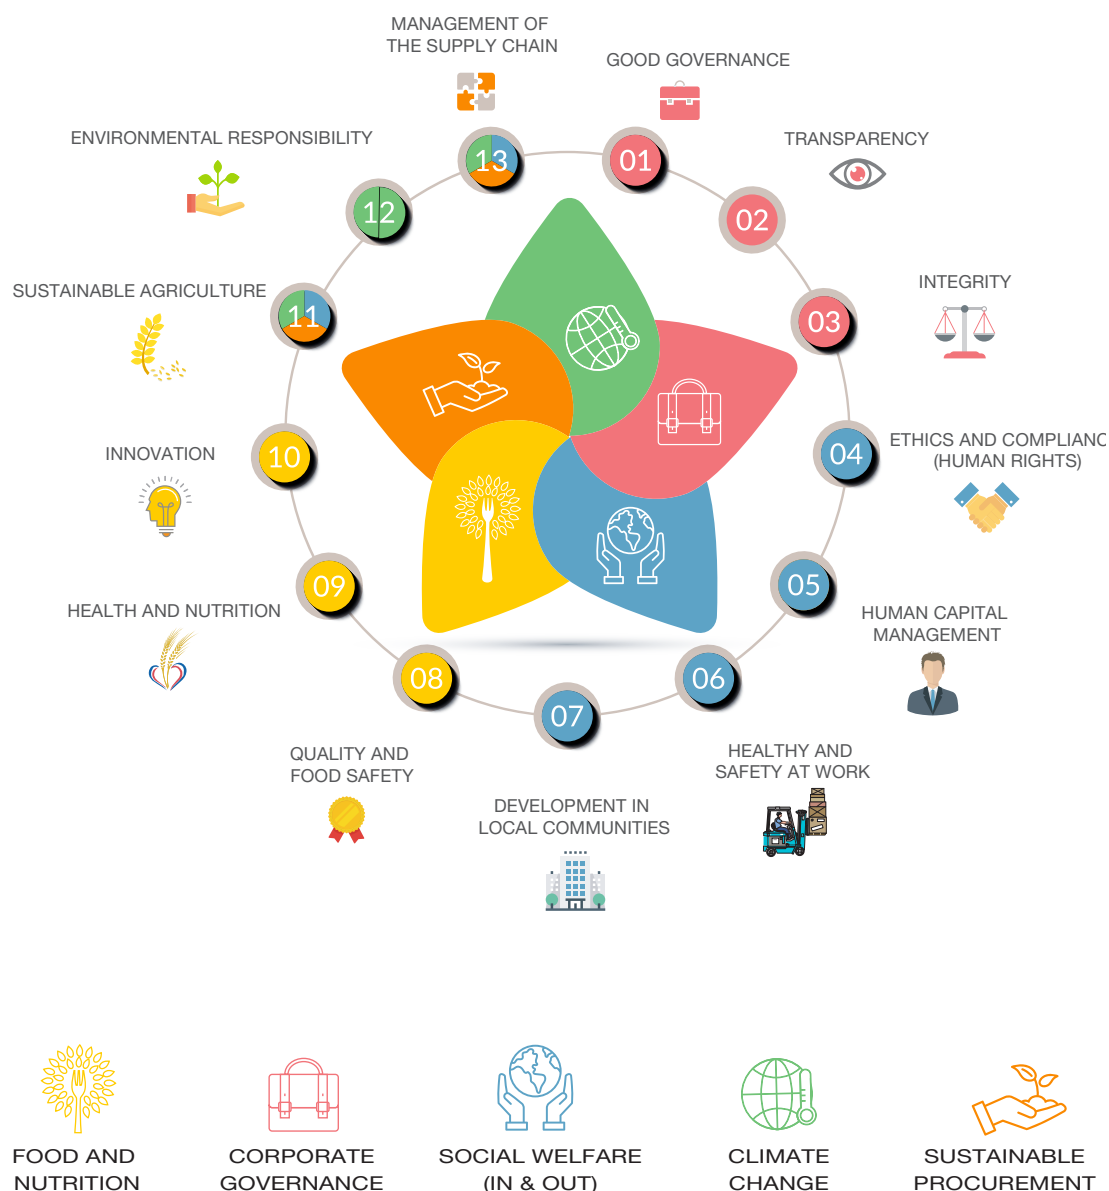 MANAGEMENT OF
THE SUPPLY CHAIN
GOOD GOVERNANCE
ENVIRONMENTAL RESPONSIBILITY
TRANSPARENCY
13
01
12
02
SUSTAINABLE AGRICULTURE
INTEGRITY
11
03
INNOVATION
10
04
ETHICS AND COMPLIANC
(HUMAN RIGHTS)
09
05
HEALTH AND NUTRITION
HUMAN CAPITAL
MANAGEMENT
08
06
07
QUALITY AND
FOOD SAFETY
HEALTHY AND
SAFETY AT WORK
DEVELOPMENT IN
LOCAL COMMUNITIES
FOOD AND
NUTRITION
CORPORATE
GOVERNANCE
SOCIAL WELFARE
(IN & OUT)
CLIMATE
CHANGE
SUSTAINABLE
PROCUREMENT